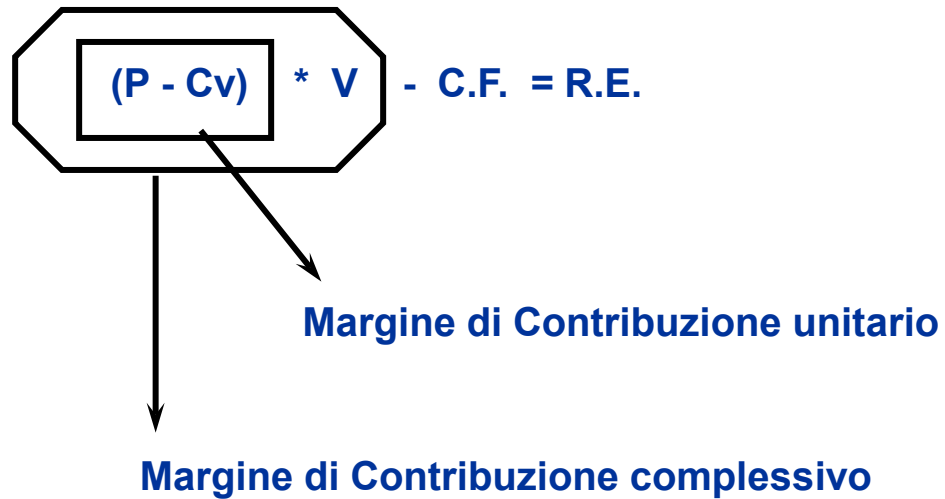 (P - Cv) * V - C.F. = R.E.
Margine di Contribuzione unitario
Margine di Contribuzione complessivo